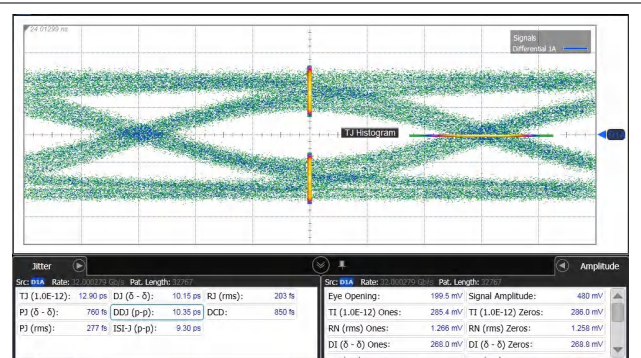 24.01299 ns
Signals
Differential 1A
TJ Histogram
Jitter
Amplitude
Src: D1A Rate: 32.000279 Gb/s Pat. Length: 32767
TJ (1.0E-12): 12.90 ps DJ (δ - δ): 10.15 ps RJ (rms): 203 fs
PJ (δ - δ): 760 fs DDJ (p-p): 10.35 ps DCD: 850 fs
PJ (rms): 277 fs ISI-J (p-p): 9.30 ps
Src: D1A Rate: 32.000279 Gb/s Pat. Length: 32767
Eye Opening: 199.5 mV Signal Amplitude: 480 mV
TI (1.0E-12) Ones: 285.4 mV TI (1.0E-12) Zeros: 286.0 mV
RN (rms) Ones: 1.266 mV RN (rms) Zeros: 1.258 mV
DI (δ - δ) Ones: 268.0 mV DI (δ - δ) Zeros: 268.8 mV